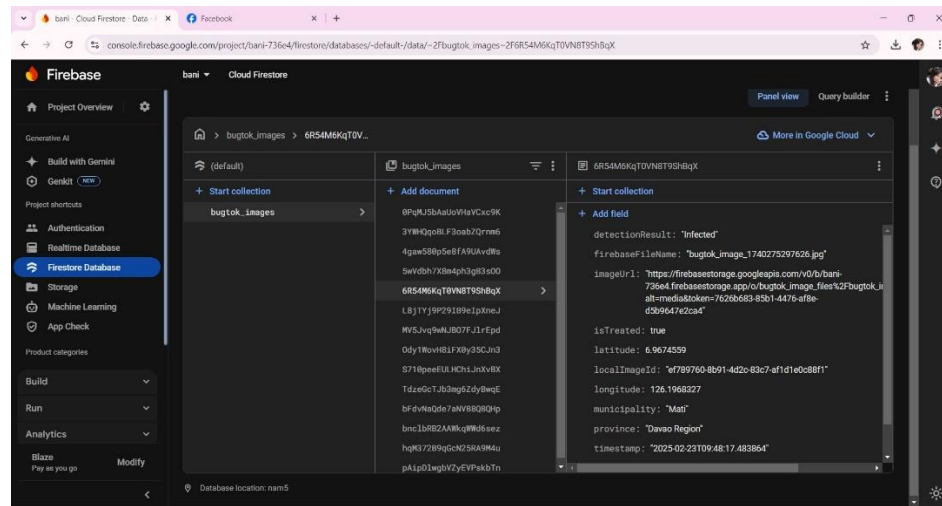 bani - Cloud Firestore - Data - F
Facebook
console.firebase.google.com/project/bani-736e4/firestore/databases/-default-/data/~2Fbugtok_images~2F6R54M6KqT0VN8T9ShBqX
Firebase
bani
Cloud Firestore
Project Overview
Panel view
Query builder
Generative AI
bugtok_images > 6R54M6KqT0V...
More in Google Cloud
Build with Gemini
(default)
bugtok_images
6R54M6KqT0VN8T9ShBqX
Genkit NEW
+ Start collection
+ Add document
+ Start collection
Project shortcuts
bugtok_images
+ Add field
Authentication
Realtime Database
Firestore Database
Storage
Machine Learning
App Check
Product categories
Build
Run
Analytics
Blaze
Pay as you go
Modify
3YWHQqoBLF3oabZQrnm6
4gaw580p5e8fA9UAvdWs
5wVdbh7X8m4ph3g83sOO
6R54M6KqT0VN8T9ShBqX
MV5Jvq9wNJBO7FJlrEpd
Ody1WovH8iFX0y35CJn3
S710peeEULHChiJnXvBX
TdzeGcTJb3mg6ZdyBwqE
bFdvNaQde7aNV88Q8QHp
bnclbRB2AAWkqWWd6sez
hqM37289qGcN25RA9M4u
pAipDlwgbVZyEVPskbTn
detectionResult: "Infected"
firebaseFileName: "bugtok_image_1740275297626.jpg"
imageUrl: "https://firebasestorage.googleapis.com/v0/b/bani-
736e4.firebasestorage.app/o/bugtok_image_files%2Fbugtok_i
alt=media&token=7626b683-85b1-4476-af8e-
d5b9647e2ca4"
isTreated: true
latitude: 6.9674559
localImageId: "ef789760-8b91-4d2c-83c7-af1d1e0c88f1"
longitude: 126.1968327
municipality: "Mati"
province: "Davao Region"
timestamp: "2025-02-23T09:48:17.483864"
Database location: nam5